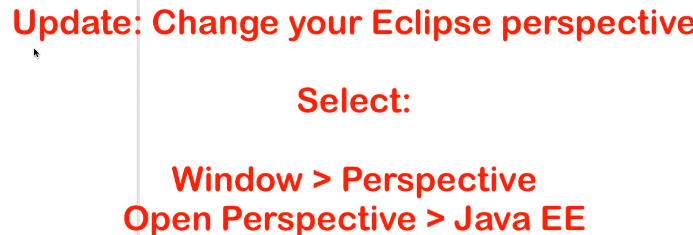 Update: Change your Eclipse perspective
Select:
Window > Perspective
Open Perspective > Java EE